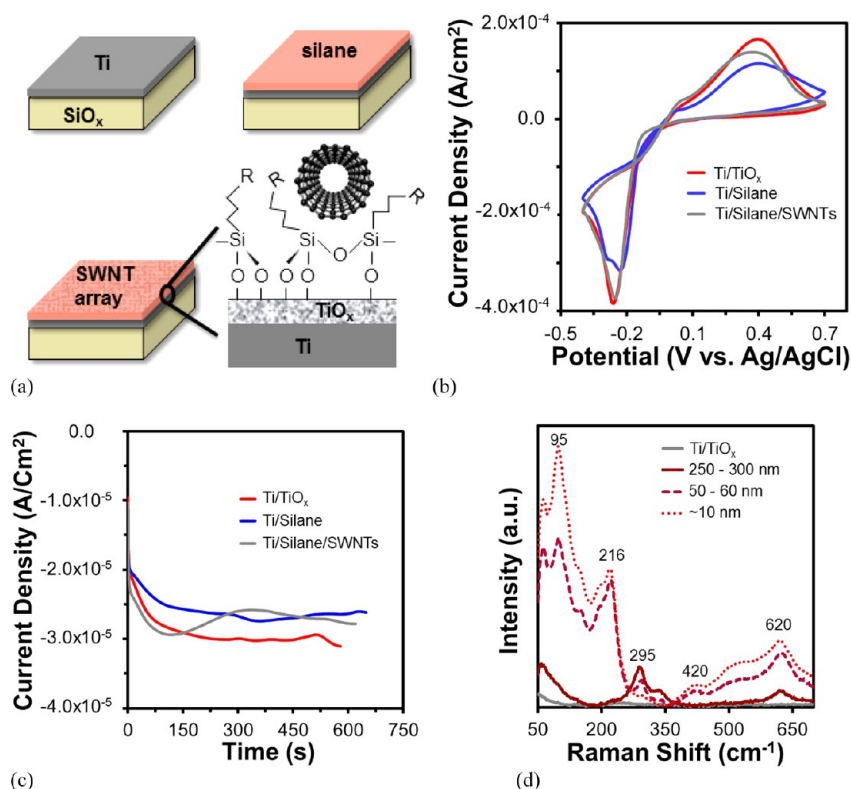 Ti
SiOₓ
silane
SWNT
array
R
R
R
Si
Si
Si
O
O O O O O
TiOₓ
Ti
(a)
Current Density (A/cm²)
2.0x10⁻⁴
0.0
-2.0x10⁻⁴
-4.0x10⁻⁴
Ti/TiOₓ
Ti/Silane
Ti/Silane/SWNTs
-0.5 -0.2 0.1 0.4 0.7
Potential (V vs. Ag/AgCl)
(b)
Current Density (A/Cm²)
0.0
-1.0x10⁻⁵
-2.0x10⁻⁵
-3.0x10⁻⁵
-4.0x10⁻⁵
Ti/TiOₓ
Ti/Silane
Ti/Silane/SWNTs
0 150 300 450 600 750
Time (s)
(c)
Intensity (a.u.)
95
216
295
420
620
Ti/TiOₓ
250 - 300 nm
50 - 60 nm
~10 nm
50 200 350 500 650
Raman Shift (cm⁻¹)
(d)